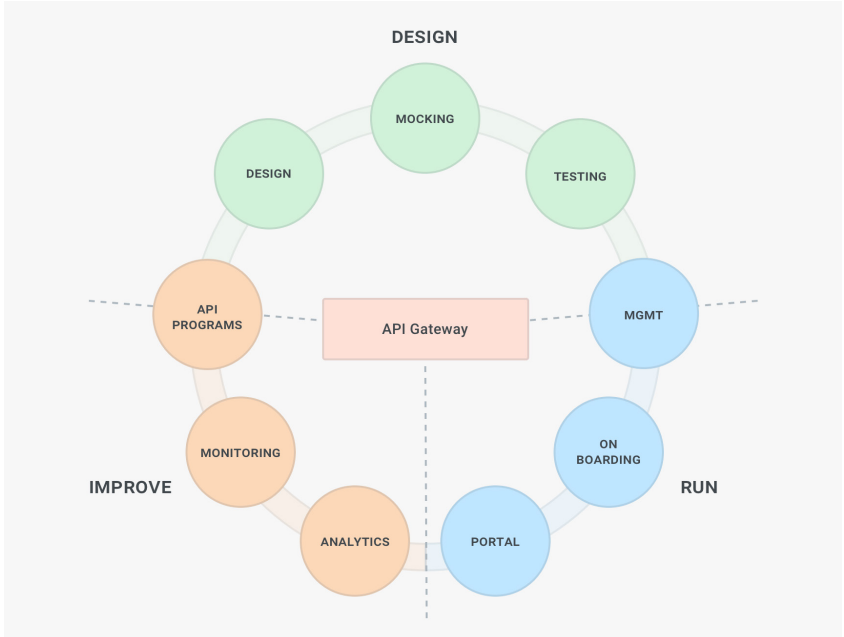 DESIGN
MOCKING
DESIGN
TESTING
API
PROGRAMS
API Gateway
MGMT
MONITORING
ON
BOARDING
IMPROVE
RUN
ANALYTICS
PORTAL